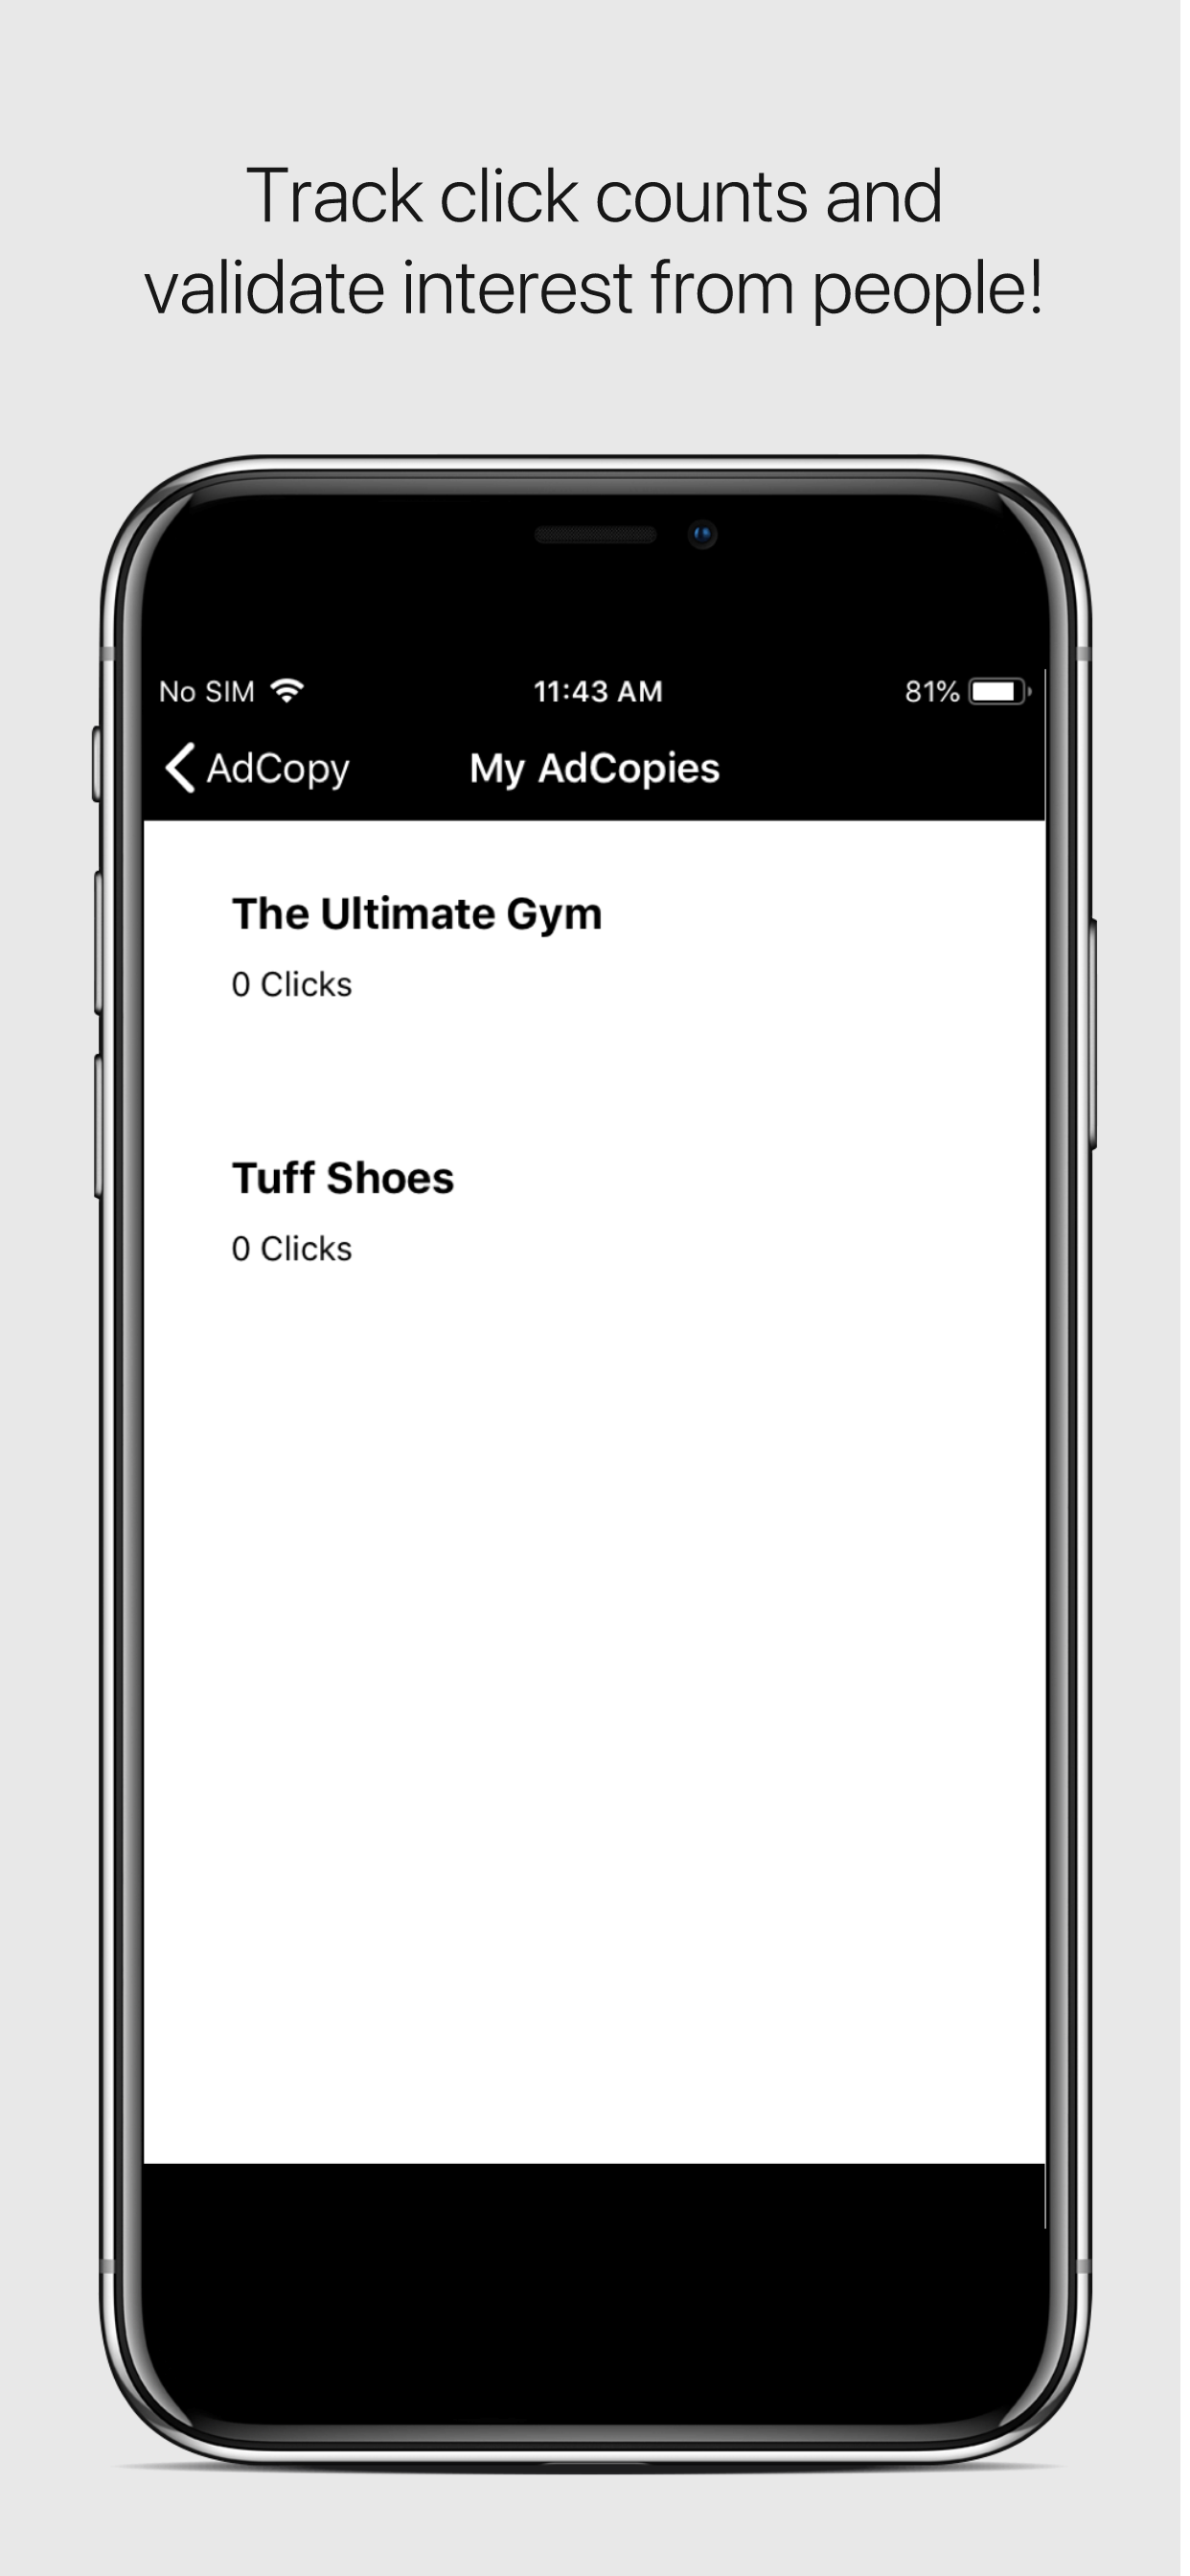 Track click counts and
validate interest from people!
No SIM 11:43 AM 81%
AdCopy My AdCopies
The Ultimate Gym
0 Clicks
Tuff Shoes
0 Clicks